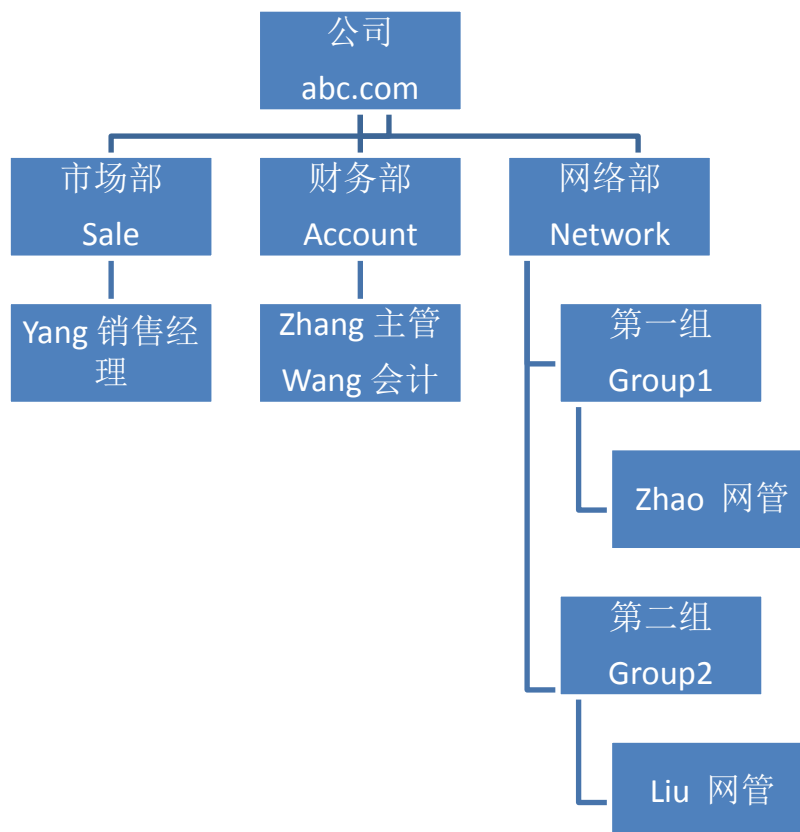 公司
abc.com
市场部
Sale
财务部
Account
网络部
Network
Yang 销售经
理
Zhang 主管
Wang 会计
第一组
Group1
Zhao 网管
第二组
Group2
Liu 网管